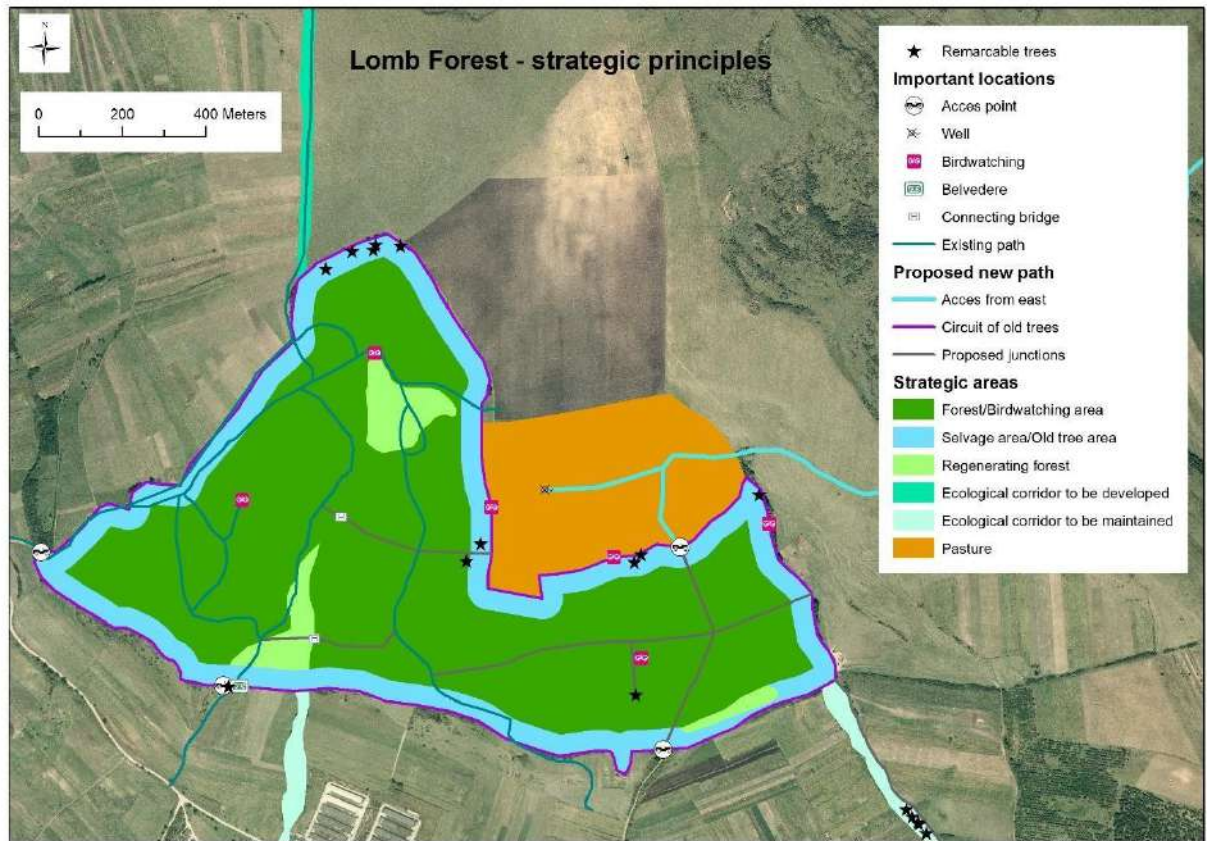 N
Lomb Forest - strategic principles
0 200 400 Meters
Remarcable trees
Important locations
Acces point
Well
Birdwatching
Belvedere
Connecting bridge
Existing path
Proposed new path
Acces from east
Circuit of old trees
Proposed junctions
Strategic areas
Forest/Birdwatching area
Selvage area/Old tree area
Regenerating forest
Ecological corridor to be developed
Ecological corridor to be maintained
Pasture